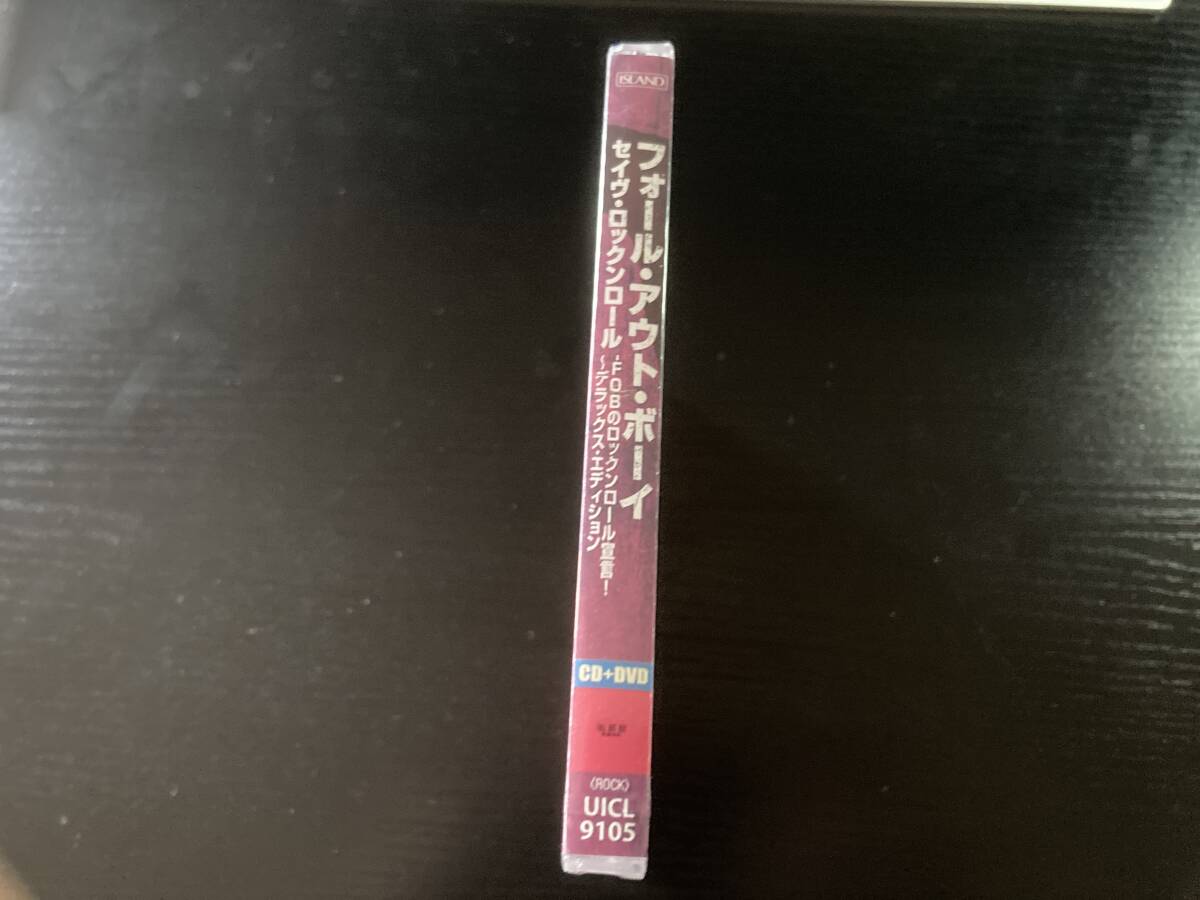 ISLAND
フォール・アウト・ボーイ
セイヴ・ロックンロール
-FOBのロックンロール宣言!
~デラックス・エディション
CD+DVD
〈ROCK〉
UICL
9105